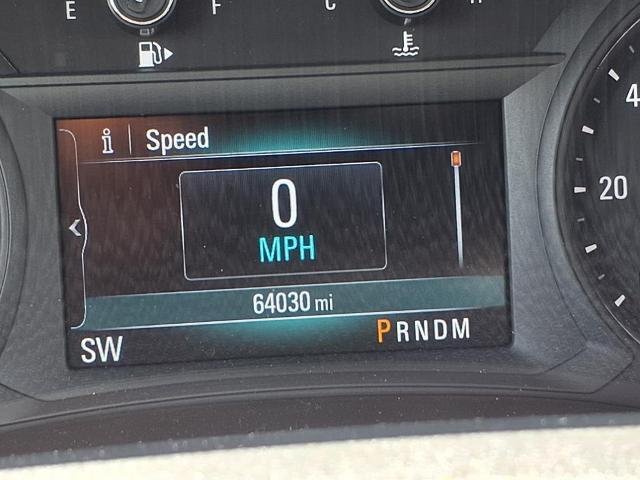 E F C H
i Speed
4
0
20
MPH
64030 mi
SW PRNDM